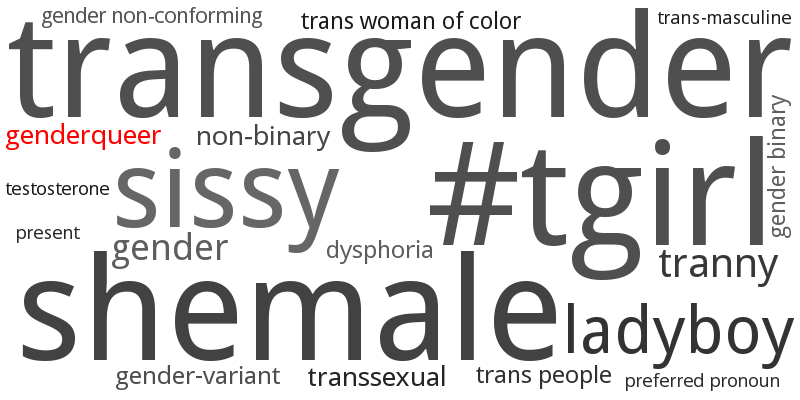 gender non-conforming
trans woman of color
trans-masculine
transgender
genderqueer
non-binary
gender binary
sissy
#tgirl
testosterone
present
gender
dysphoria
tranny
shemale
ladyboy
gender-variant
transsexual
trans people
preferred pronoun